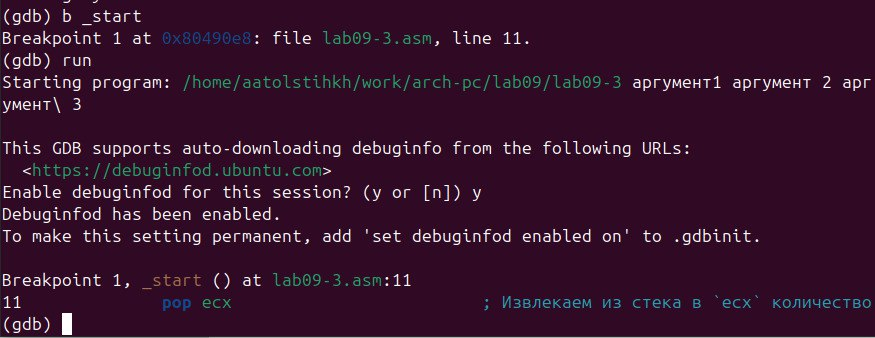 (gdb) b _start
Breakpoint 1 at 0x80490e8: file lab09-3.asm, line 11.
(gdb) run
Starting program: /home/aatolstihkh/work/arch-pc/lab09/lab09-3 аргумент1 аргумент 2 арг
умент\ 3
This GDB supports auto-downloading debuginfo from the following URLs:
<https://debuginfod.ubuntu.com>
Enable debuginfod for this session? (y or [n]) y
Debuginfod has been enabled.
To make this setting permanent, add 'set debuginfod enabled on' to .gdbinit.
Breakpoint 1, _start () at lab09-3.asm:11
11 pop ecx ; Извлекаем из стека в `ecx` количество
(gdb)